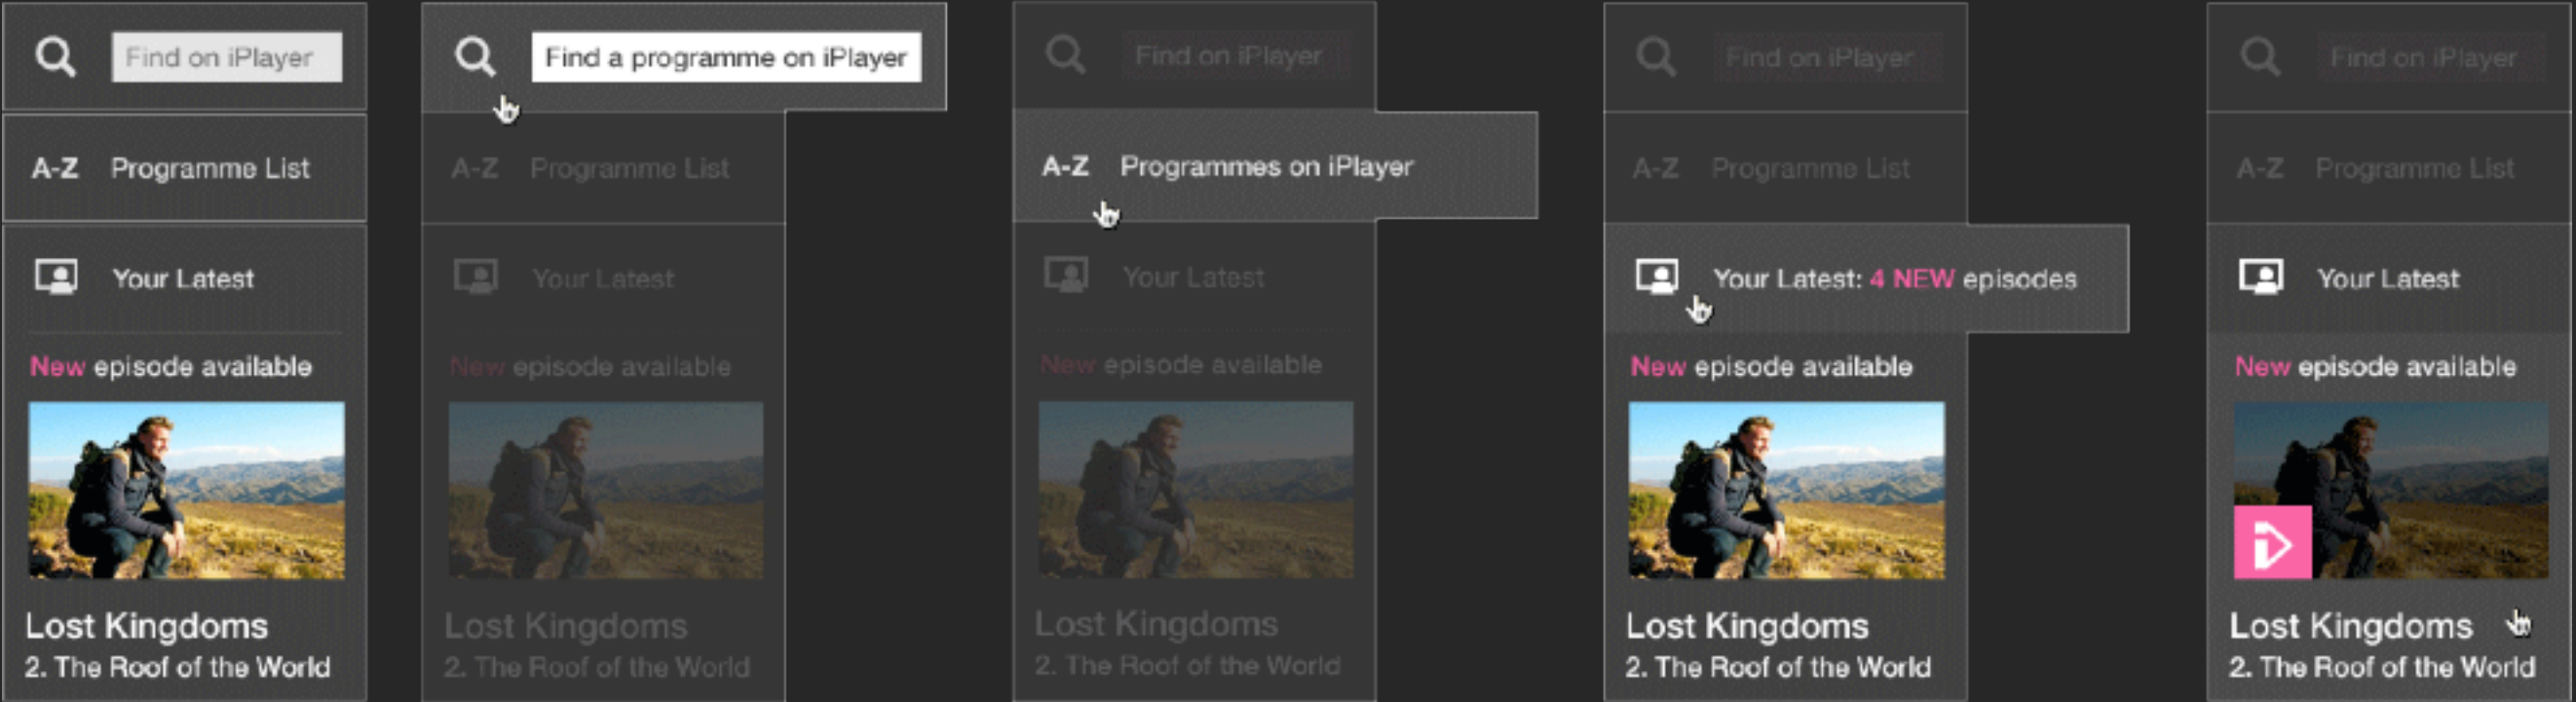 Find on iPlayer
A-Z Programme List
Your Latest
New episode available
Lost Kingdoms
2. The Roof of the World
Find a programme on iPlayer
A-Z Programme List
Your Latest
New episode available
Lost Kingdoms
2. The Roof of the World
Find on iPlayer
A-Z Programmes on iPlayer
Your Latest
New episode available
Lost Kingdoms
2. The Roof of the World
Find on iPlayer
A-Z Programme List
Your Latest: 4 NEW episodes
New episode available
Lost Kingdoms
2. The Roof of the World
Find on iPlayer
A-Z Programme List
Your Latest
New episode available
Lost Kingdoms
2. The Roof of the World